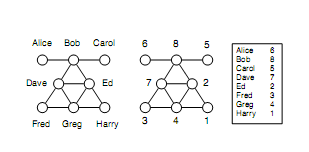 Alice Bob Carol
Dave Ed
Fred Greg Harry
6 8 5
7 2
3 4 1
Alice 6
Bob 8
Carol 5
Dave 7
Ed 2
Fred 3
Greg 4
Harry 1